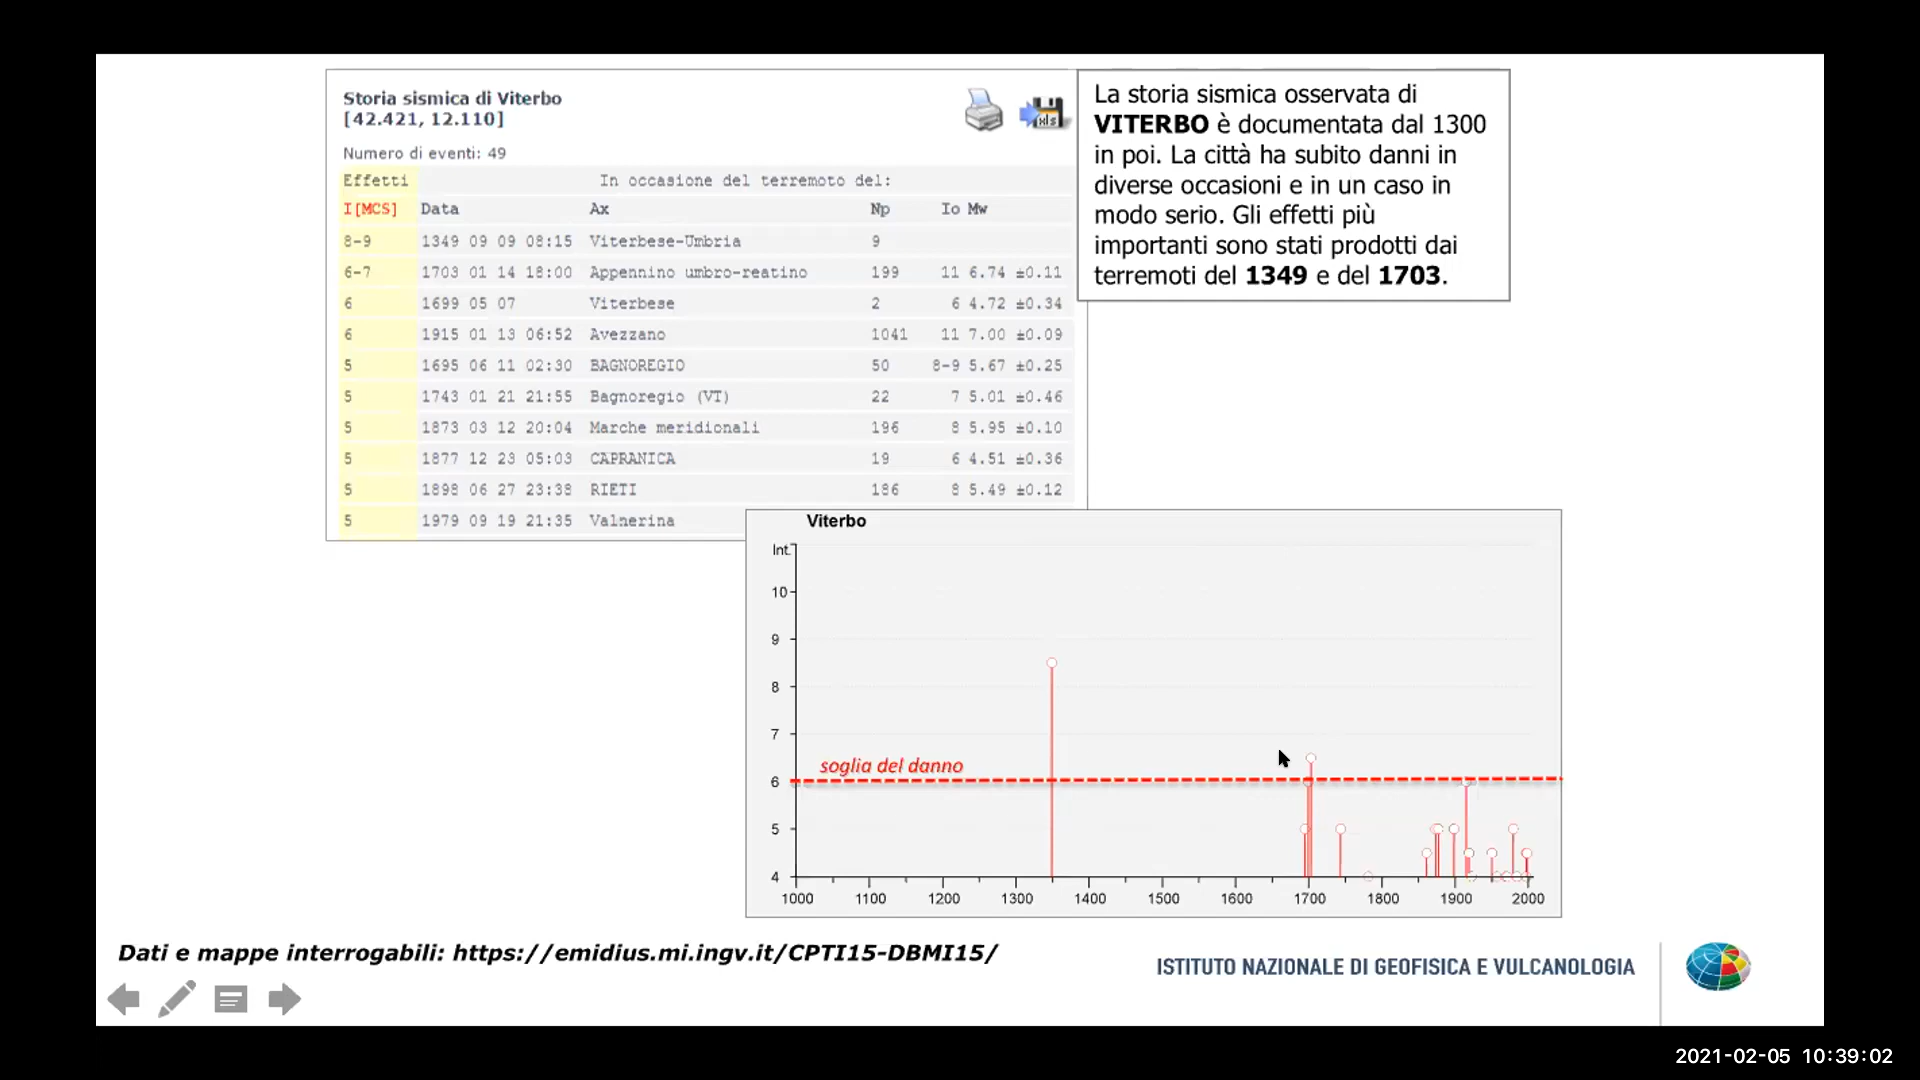 Storia sismica di Viterbo
[42.421, 12.110]
Numero di eventi: 49
Effetti In occasione del terremoto del:
I[MCS] Data Ax Np Io Mw
8-9 1349 09 09 08:15 Viterbese-Umbria 9
6-7 1703 01 14 18:00 Appennino umbro-reatino 199 11 6.74 ±0.11
6 1699 05 07 Viterbese 2 6 4.72 ±0.34
6 1915 01 13 06:52 Avezzano 1041 11 7.00 ±0.09
5 1695 06 11 02:30 BAGNOREGIO 50 8-9 5.67 ±0.25
5 1743 01 21 21:55 Bagnoregio (VT) 22 7 5.01 ±0.46
5 1873 03 12 20:04 Marche meridionali 196 8 5.95 ±0.10
5 1877 12 23 05:03 CAPRANICA 19 6 4.51 ±0.36
5 1898 06 27 23:38 RIETI 186 8 5.49 ±0.12
5 1979 09 19 21:35 Valnerina
xls
La storia sismica osservata di
VITERBO è documentata dal 1300
in poi. La città ha subito danni in
diverse occasioni e in un caso in
modo serio. Gli effetti più
importanti sono stati prodotti dai
terremoti del 1349 e del 1703.
Viterbo
Int.
10
9
8
7
soglia del danno
6
5
4
1000 1100 1200 1300 1400 1500 1600 1700 1800 1900 2000
Dati e mappe interrogabili: https://emidius.mi.ingv.it/CPTI15-DBMI15/
ISTITUTO NAZIONALE DI GEOFISICA E VULCANOLOGIA
2021-02-05 10:39:02